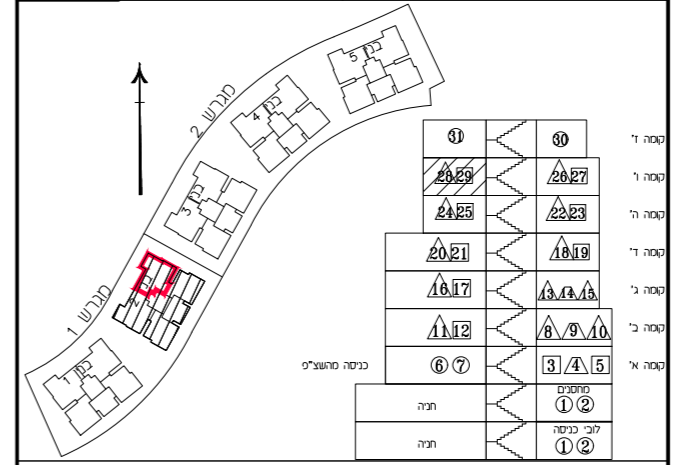 מגרש 2
מגרש 1
בנין 5
בנין 4
בנין 3
2
בנין 1
קומה ז' 30 31
קומה ו' 26 27 28 29
קומה ה' 22 23 24 25
קומה ד' 18 19 20 21
קומה ג' 13 14 15 16 17
קומה ב' 8 9 10 11 12
קומה א' 3 4 5 6 7 כניסה מהשצ"פ
מחסנים
1 2 חניה
לובי כניסה
1 2 חניה